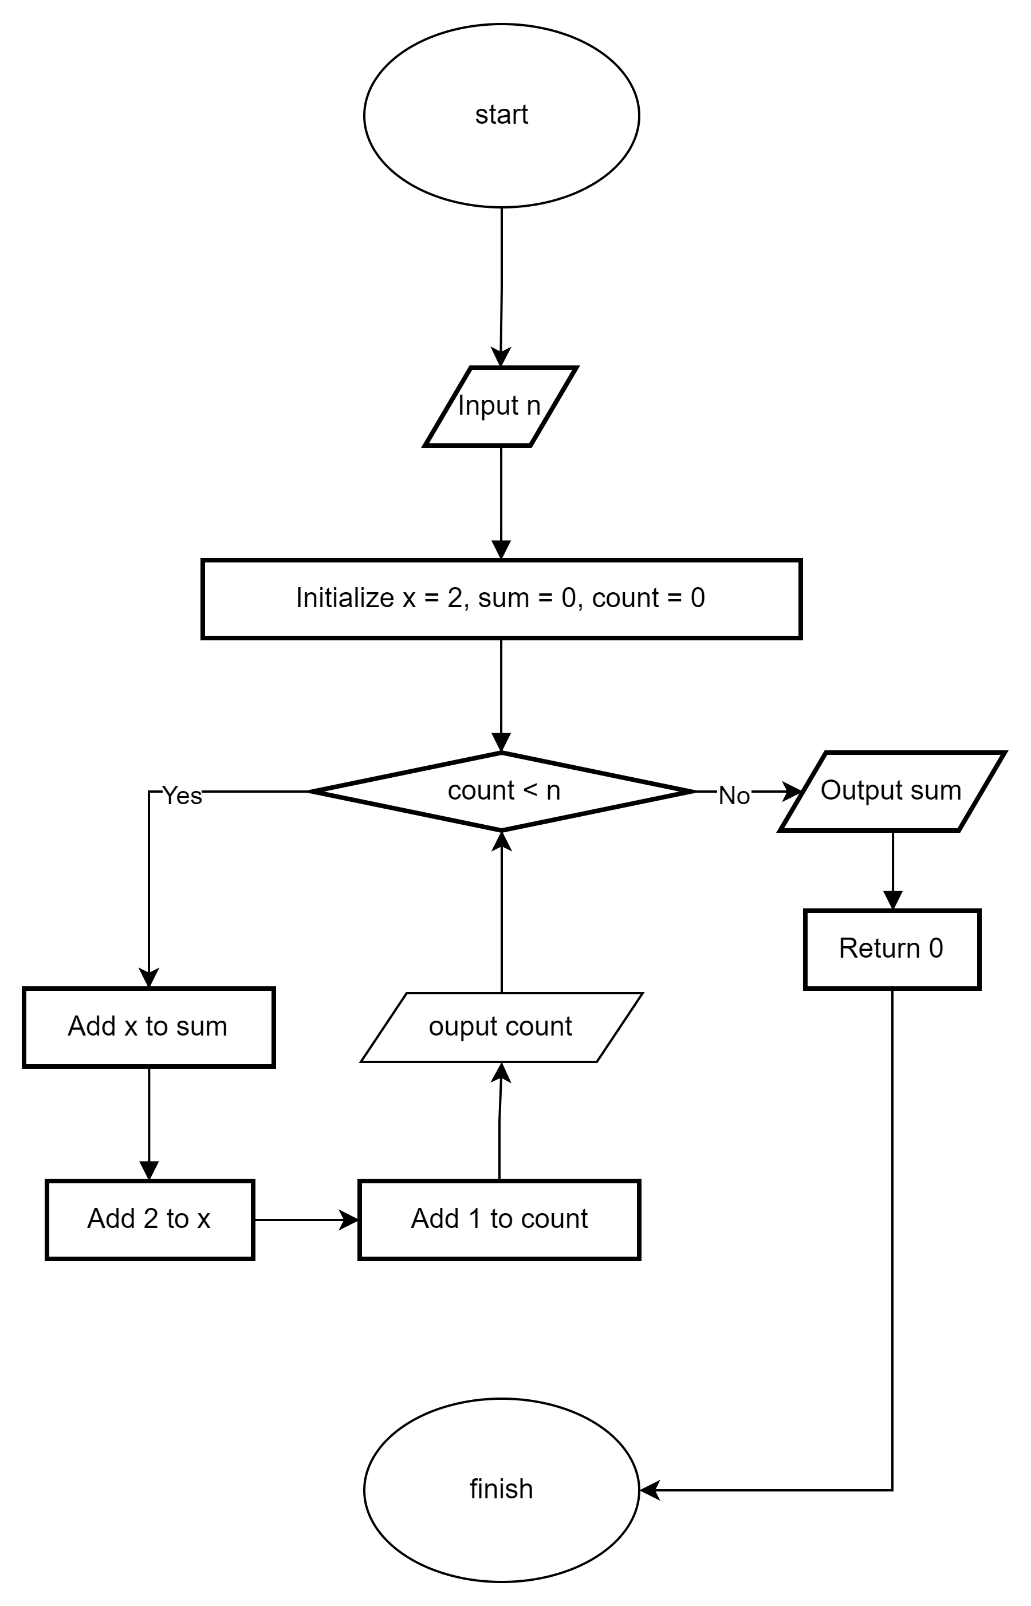 start
Input n
Initialize x = 2, sum = 0, count = 0
count < n
Yes
No
Output sum
Return 0
Add x to sum
ouput count
Add 2 to x
Add 1 to count
finish